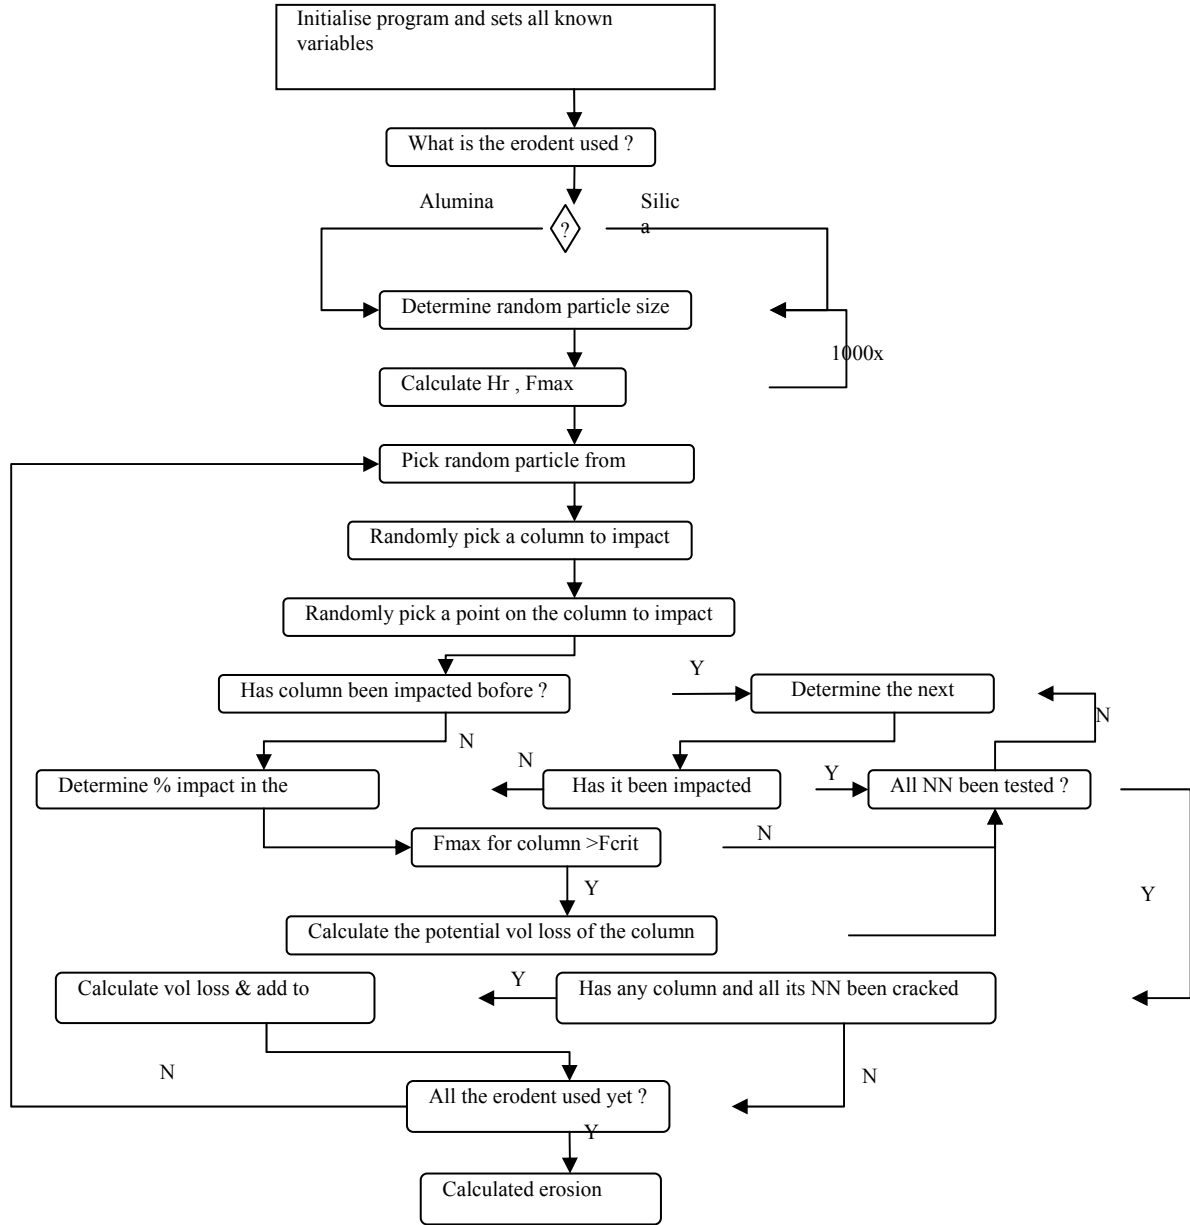 Initialise program and sets all known
variables
What is the erodent used ?
Alumina
Silic
a
?
Determine random particle size
1000x
Calculate Hr , Fmax
Pick random particle from
Randomly pick a column to impact
Randomly pick a point on the column to impact
Y
Has column been impacted bofore ?
Determine the next
N
N
N
Y
Determine % impact in the
Has it been impacted
All NN been tested ?
N
Fmax for column >Fcrit
Y
Y
Calculate the potential vol loss of the column
Y
Calculate vol loss & add to
Has any column and all its NN been cracked
N
N
All the erodent used yet ?
Y
Calculated erosion